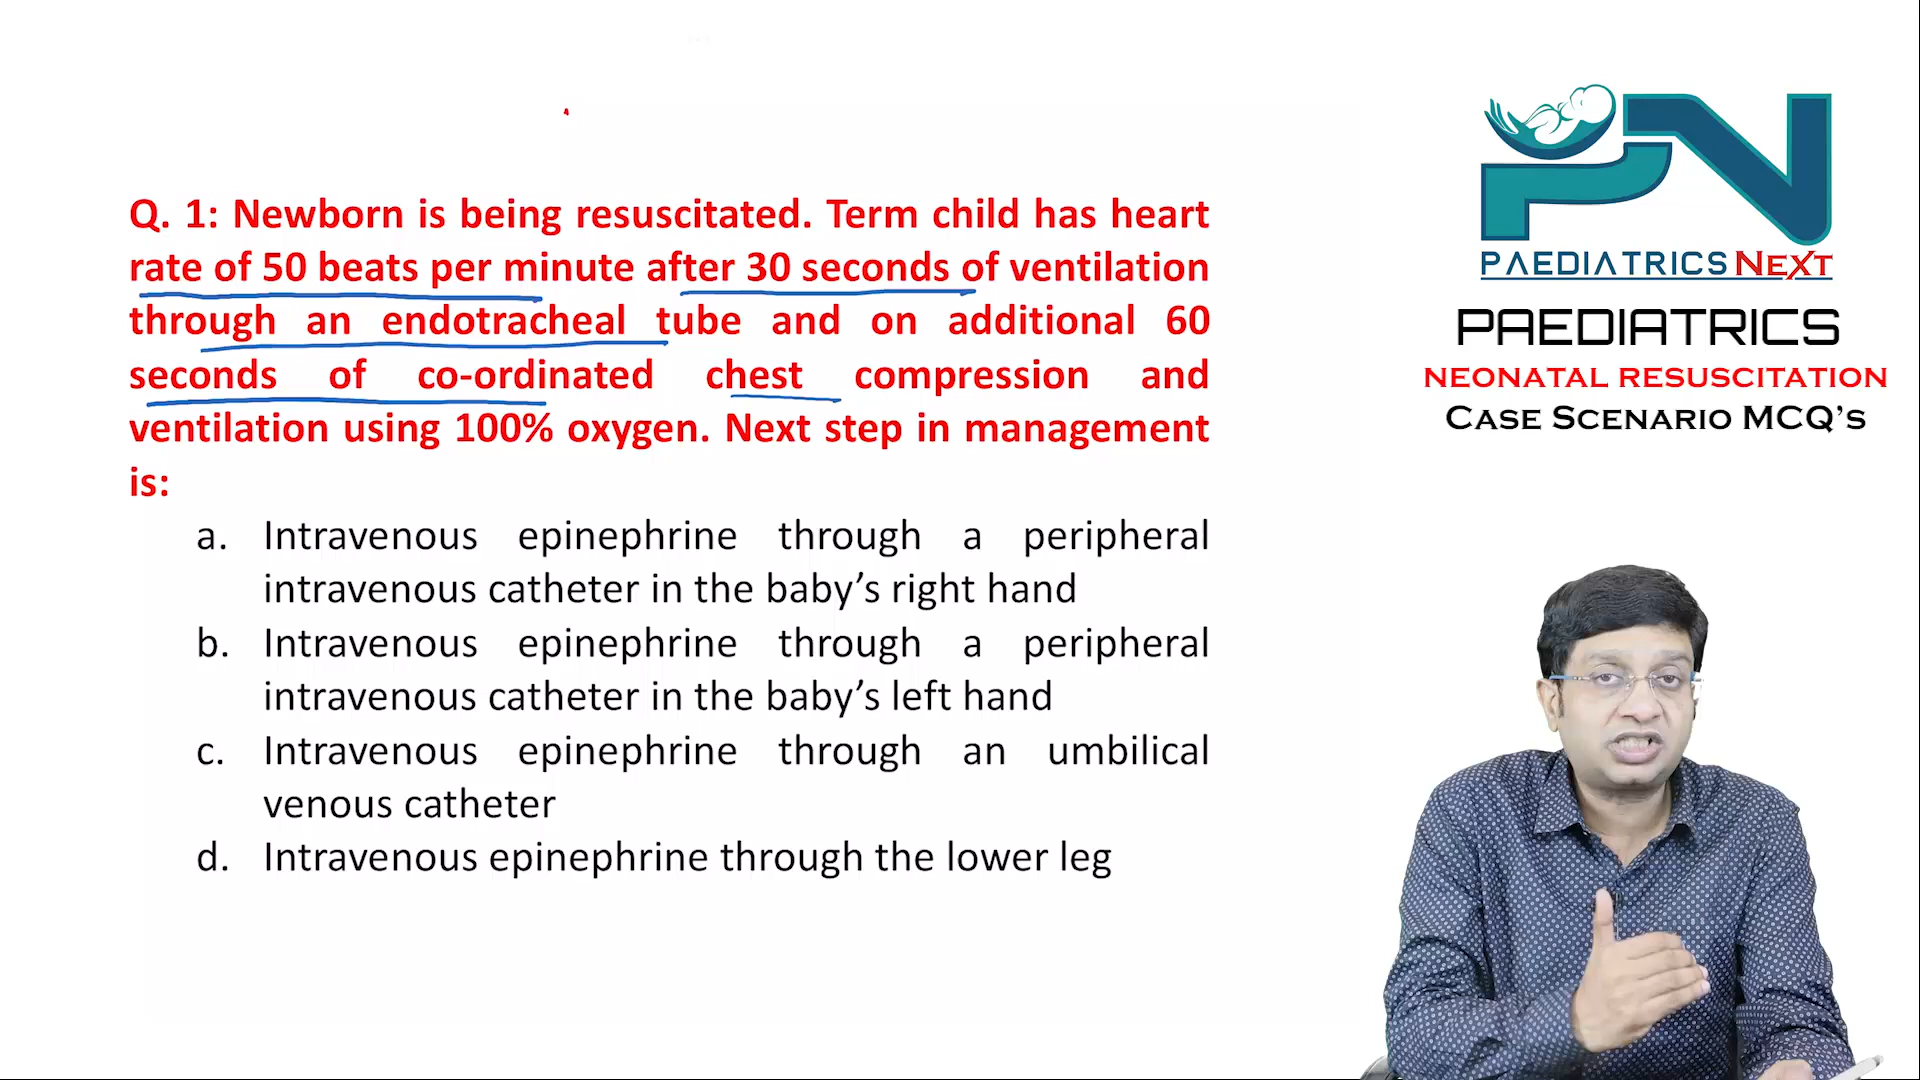 Q. 1: Newborn is being resuscitated. Term child has heart
rate of 50 beats per minute after 30 seconds of ventilation
through an endotracheal tube and on additional 60
seconds of co-ordinated chest compression and
ventilation using 100% oxygen. Next step in management
is:
a. Intravenous epinephrine through a peripheral
intravenous catheter in the baby’s right hand
b. Intravenous epinephrine through a peripheral
intravenous catheter in the baby’s left hand
c. Intravenous epinephrine through an umbilical
venous catheter
d. Intravenous epinephrine through the lower leg
PN
PAEDIATRICS NEXT
PAEDIATRICS
NEONATAL RESUSCITATION
CASE SCENARIO MCQ’S